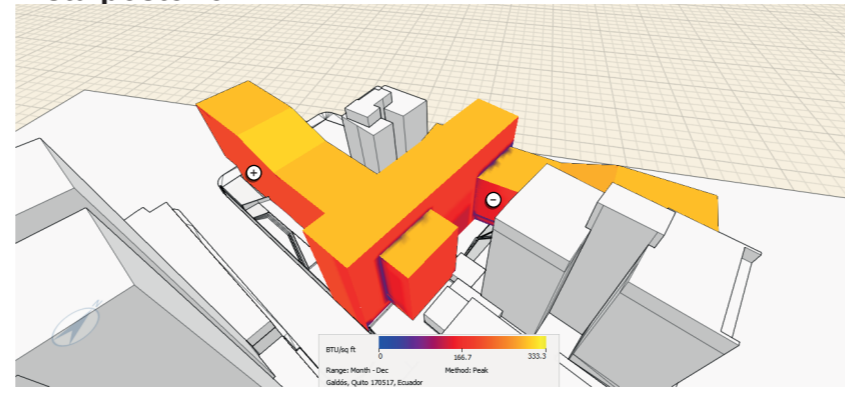 +
−
BTU/sq ft
0
166.7
333.3
Range: Month - Dec
Method: Peak
Galdós, Quito 170517, Ecuador